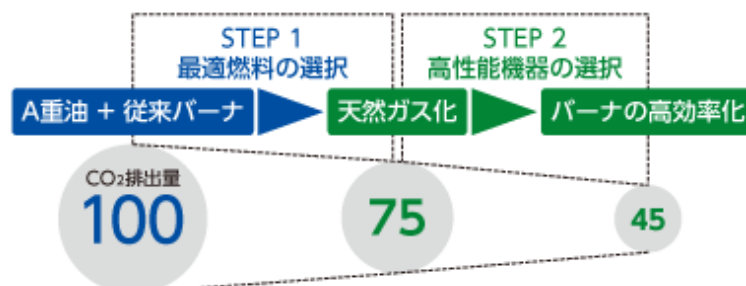 STEP 1
最適燃料の選択
STEP 2
高性能機器の選択
A重油 + 従来バーナ
天然ガス化
バーナの高効率化
CO₂排出量
100
75
45